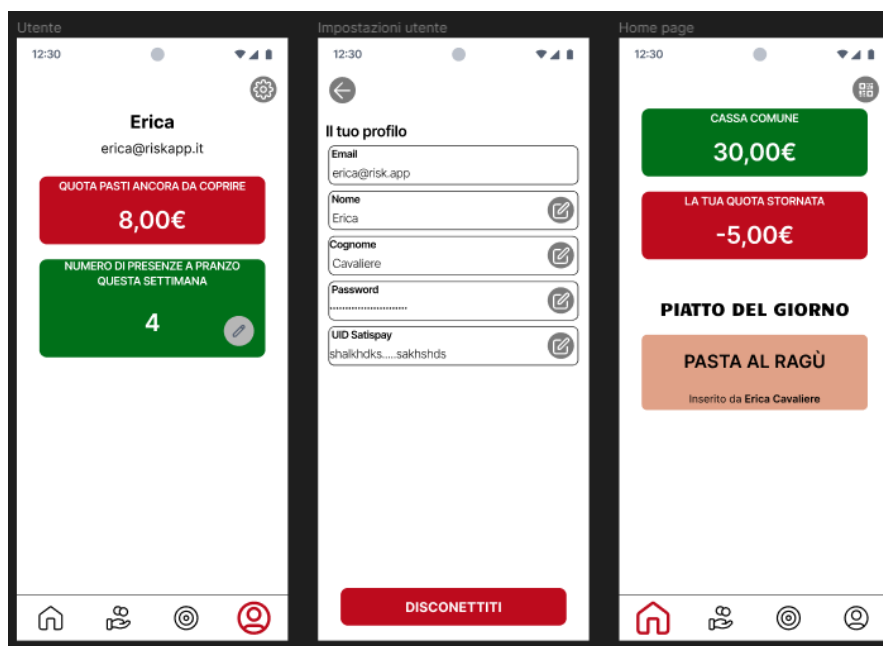 Utente
12:30
Erica
erica@riskapp.it
QUOTA PASTI ANCORA DA COPRIRE
8,00€
NUMERO DI PRESENZE A PRANZO
QUESTA SETTIMANA
4
Impostazioni utente
12:30
Il tuo profilo
Email
erica@risk.app
Nome
Erica
Cognome
Cavaliere
Password
UID Satispay
shalkhdks.....sakhshds
DISCONETTITI
Home page
12:30
CASSA COMUNE
30,00€
LA TUA QUOTA STORNATA
-5,00€
PIATTO DEL GIORNO
PASTA AL RAGÙ
Inserito da Erica Cavaliere